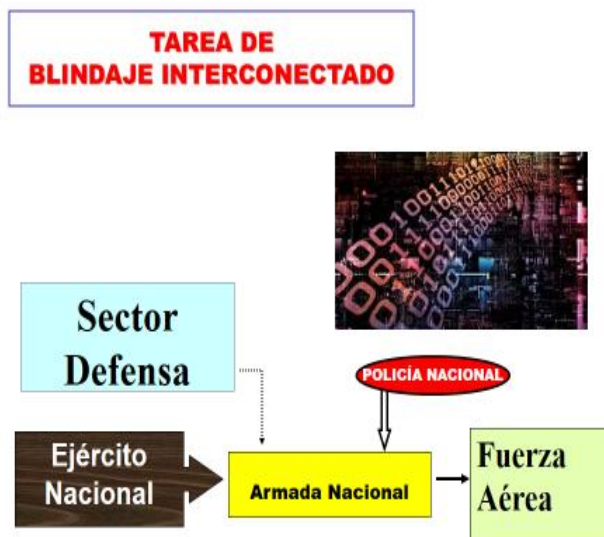 TAREA DE
BLINDAJE INTERCONECTADO
Sector
Defensa
POLICÍA NACIONAL
Ejército
Nacional
Armada Nacional
Fuerza
Aérea